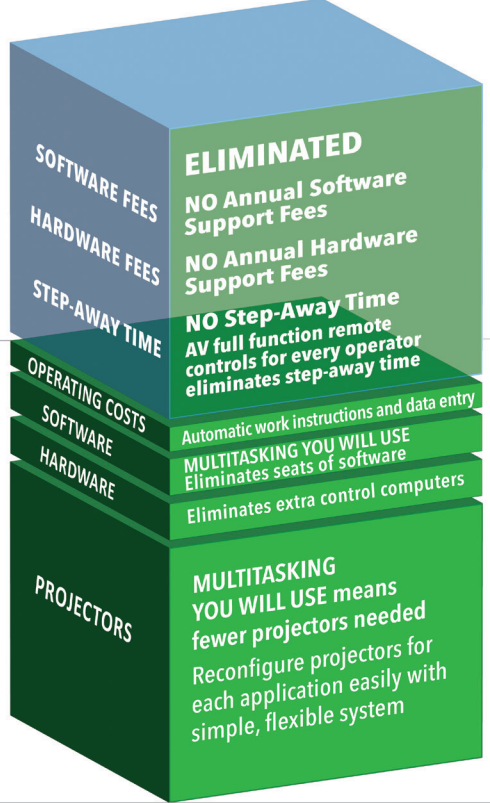 SOFTWARE FEES
HARDWARE FEES
STEP-AWAY TIME
ELIMINATED
NO Annual Software
Support Fees
NO Annual Hardware
Support Fees
NO Step-Away Time
AV full function remote
controls for every operator
eliminates step-away time
OPERATING COSTS
Automatic work instructions and data entry
SOFTWARE
MULTITASKING YOU WILL USE
Eliminates seats of software
HARDWARE
Eliminates extra control computers
PROJECTORS
MULTITASKING
YOU WILL USE means
fewer projectors needed
Reconfigure projectors for
each application easily with
simple, flexible system